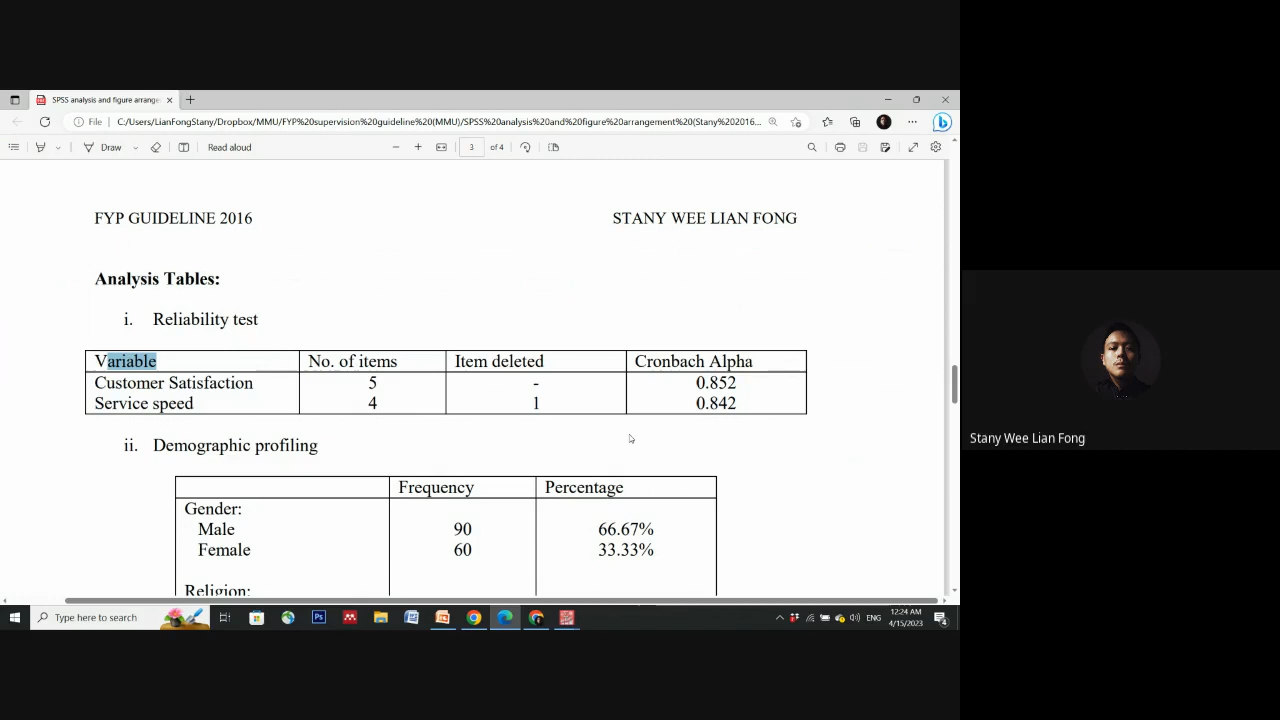 SPSS analysis and figure arrange
File
C:/Users/LianFongStany/Dropbox/MMU/FYP%20supervision%20guideline%20(MMU)/SPSS%20analysis%20and%20figure%20arrangement%20(Stany%202016...
Draw
Read aloud
3 of 4
FYP GUIDELINE 2016 STANY WEE LIAN FONG
Analysis Tables:
i. Reliability test
Variable No. of items Item deleted Cronbach Alpha
Customer Satisfaction 5 - 0.852
Service speed 4 1 0.842
ii. Demographic profiling
Frequency Percentage
Gender:
Male 90 66.67%
Female 60 33.33%
Religion:
Stany Wee Lian Fong
Type here to search
Ps
ENG
12:24 AM
4/15/2023
4